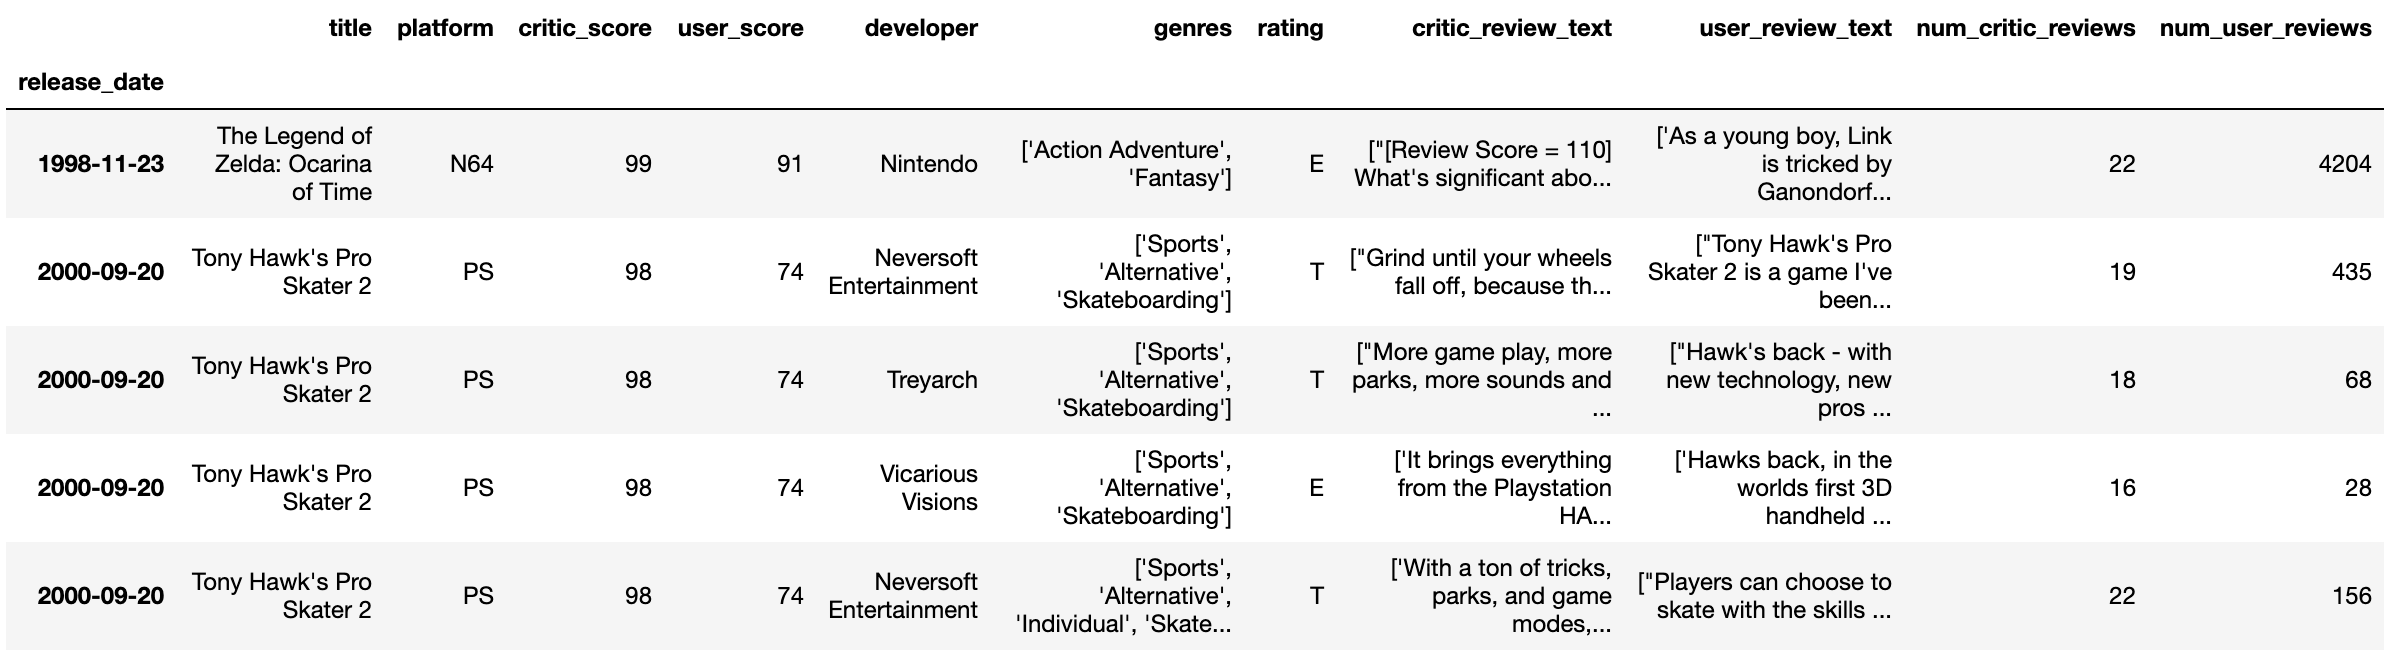 title platform critic_score user_score developer genres rating critic_review_text user_review_text num_critic_reviews num_user_reviews
release_date
1998-11-23 The Legend of Zelda: Ocarina of Time N64 99 91 Nintendo ['Action Adventure', 'Fantasy'] E ["[Review Score = 110] What's significant abo... ['As a young boy, Link is tricked by Ganondorf... 22 4204
2000-09-20 Tony Hawk's Pro Skater 2 PS 98 74 Neversoft Entertainment ['Sports', 'Alternative', 'Skateboarding'] T ["Grind until your wheels fall off, because th... ["Tony Hawk's Pro Skater 2 is a game I've been... 19 435
2000-09-20 Tony Hawk's Pro Skater 2 PS 98 74 Treyarch ['Sports', 'Alternative', 'Skateboarding'] T ["More game play, more parks, more sounds and ... ["Hawk's back - with new technology, new pros ... 18 68
2000-09-20 Tony Hawk's Pro Skater 2 PS 98 74 Vicarious Visions ['Sports', 'Alternative', 'Skateboarding'] E ['It brings everything from the Playstation HA... ['Hawks back, in the worlds first 3D handheld ... 16 28
2000-09-20 Tony Hawk's Pro Skater 2 PS 98 74 Neversoft Entertainment ['Sports', 'Alternative', 'Individual', 'Skate... T ['With a ton of tricks, parks, and game modes,... ["Players can choose to skate with the skills ... 22 156